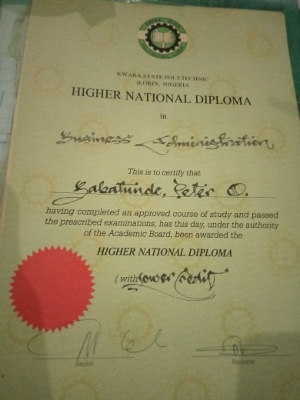 KWARA STATE POLYTECHNIC
ILORIN, NIGERIA
HIGHER NATIONAL DIPLOMA
in
Business Administration
This is to certify that
Babatunde, Peter O.
having completed an approved course of study and passed
the prescribed examinations, has this day, under the authority
of the Academic Board, been awarded the
HIGHER NATIONAL DIPLOMA
(with Lower Credit)
Rector
Registrar